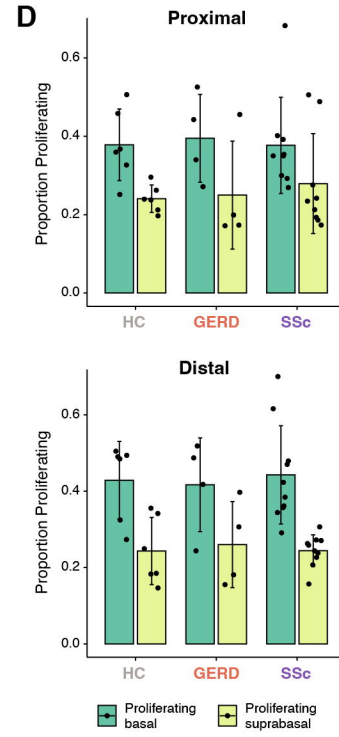 D
Proximal
Proportion Proliferating
0.6
0.4
0.2
0.0
HC GERD SSc
Distal
Proportion Proliferating
0.6
0.4
0.2
0.0
HC GERD SSc
Proliferating basal
Proliferating suprabasal